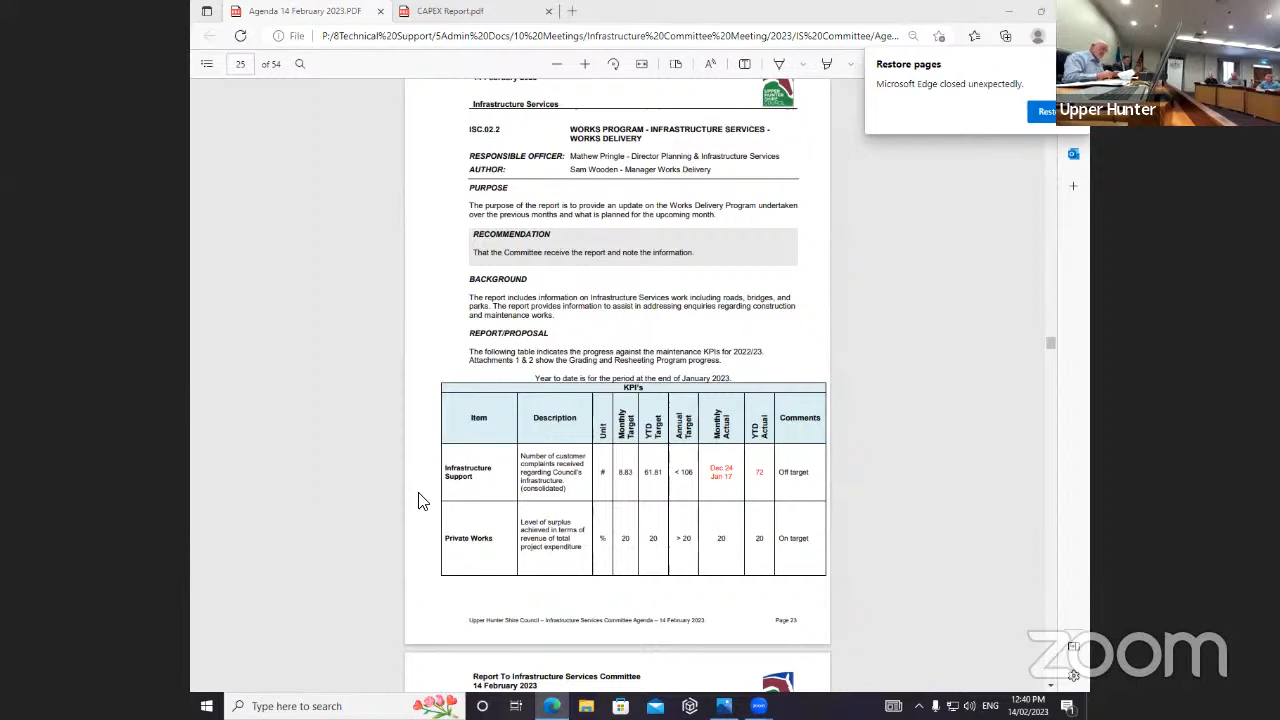 Agenda 14 February 2023.PDF
CAPEX Report.pdf
File
P:/8Technical%20Support/5Admin%20Docs/10%20Meetings/Infrastructure%20Committee%20Meeting/2023/IS%20Committee/Age...
25 of 54
Restore pages
Microsoft Edge closed unexpectedly.
Upper Hunter
Infrastructure Services
UPPER HUNTER SHIRE COUNCIL
ISC.02.2 WORKS PROGRAM - INFRASTRUCTURE SERVICES -
WORKS DELIVERY
RESPONSIBLE OFFICER: Mathew Pringle - Director Planning & Infrastructure Services
AUTHOR: Sam Wooden - Manager Works Delivery
PURPOSE
The purpose of the report is to provide an update on the Works Delivery Program undertaken
over the previous months and what is planned for the upcoming month.
RECOMMENDATION
That the Committee receive the report and note the information.
BACKGROUND
The report includes information on Infrastructure Services work including roads, bridges, and
parks. The report provides information to assist in addressing enquiries regarding construction
and maintenance works.
REPORT/PROPOSAL
The following table indicates the progress against the maintenance KPIs for 2022/23.
Attachments 1 & 2 show the Grading and Resheeting Program progress.
Year to date is for the period at the end of January 2023.
KPI's
Item Description Unit Monthly Target YTD Target Annual Target Monthly Actual YTD Actual Comments
Infrastructure Support
Number of customer
complaints received
regarding Council's
infrastructure.
(consolidated)
# 8.83 61.81 < 106 Dec 24 Jan 17 72 Off target
Private Works
Level of surplus
achieved in terms of
revenue of total
project expenditure
% 20 20 > 20 20 20 On target
Upper Hunter Shire Council – Infrastructure Services Committee Agenda – 14 February 2023 Page 23
Report To Infrastructure Services Committee
14 February 2023
zoom
Type here to search
zoom
ENG
12:40 PM
14/02/2023